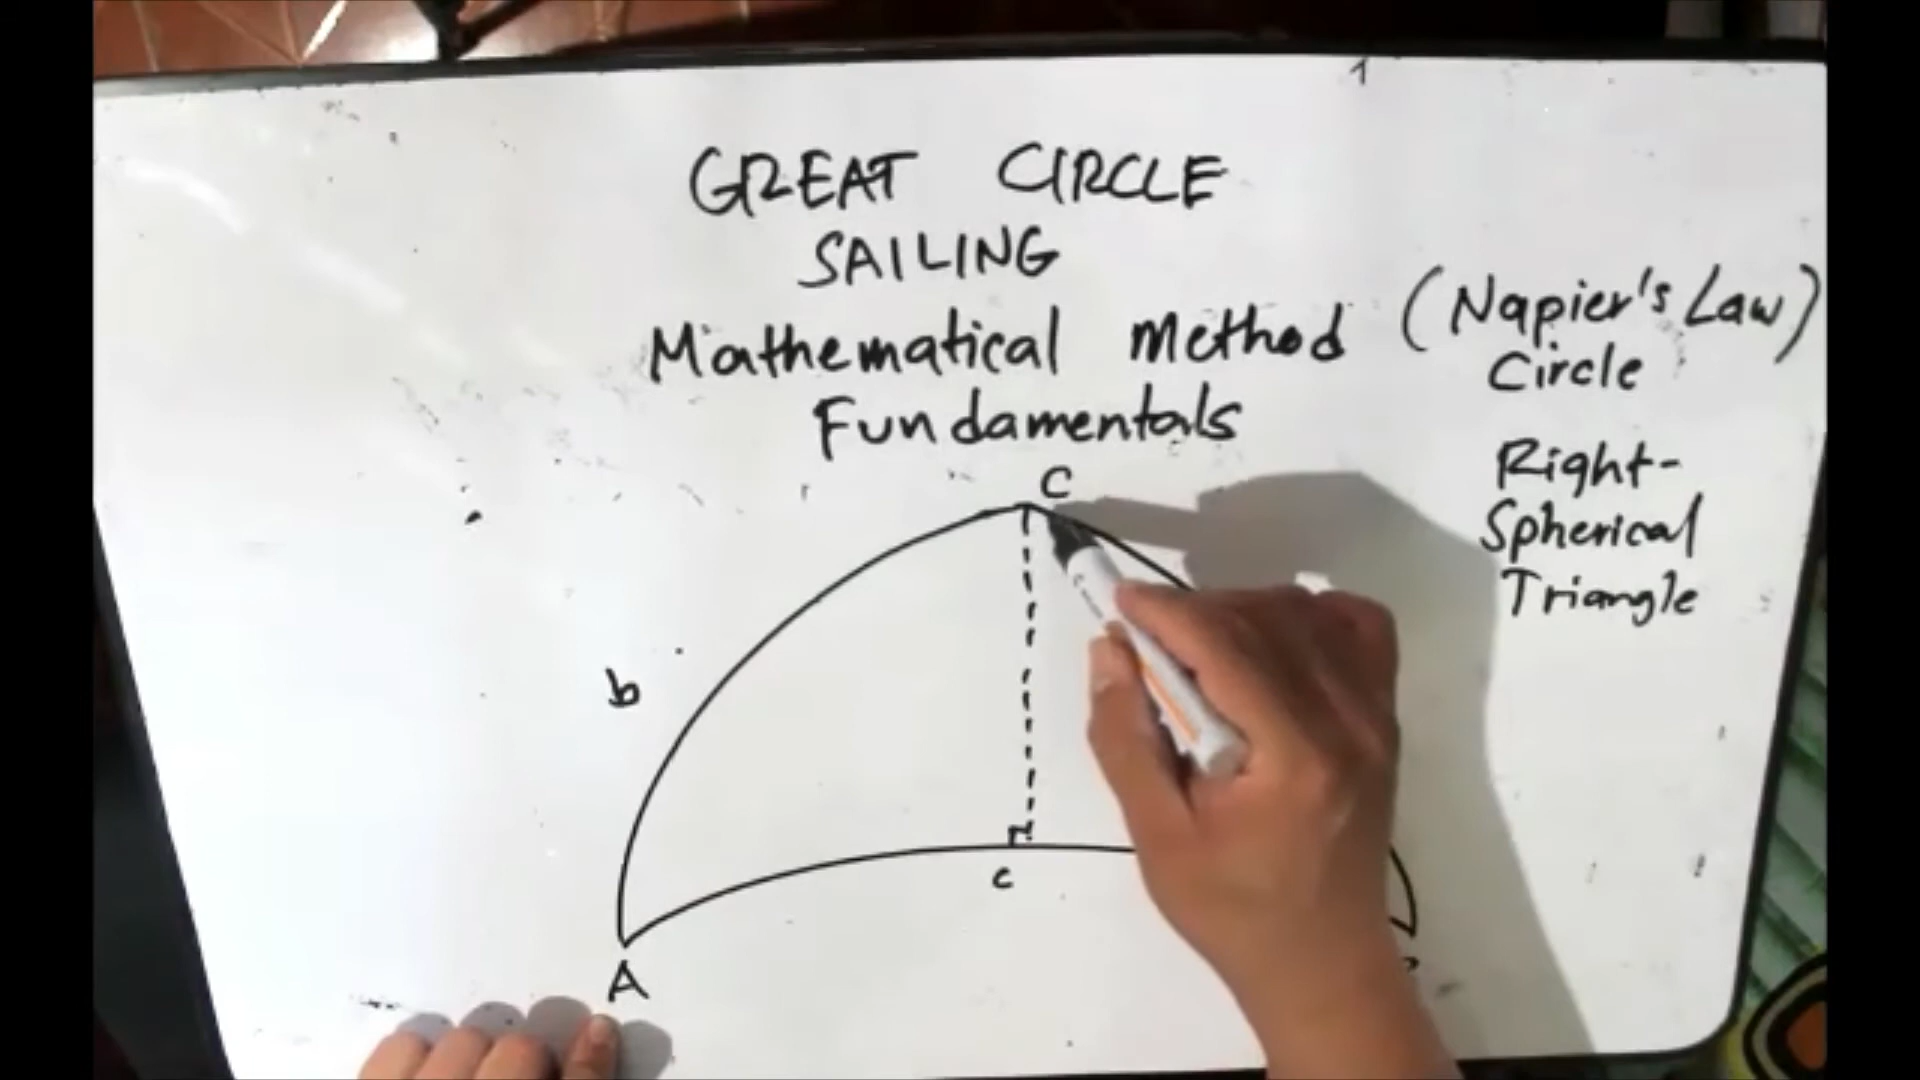 GREAT CIRCLE
SAILING
Mathematical Method (Napier's Law)
Circle
Fundamentals
Right-
Spherical
Triangle
C
b
c
A